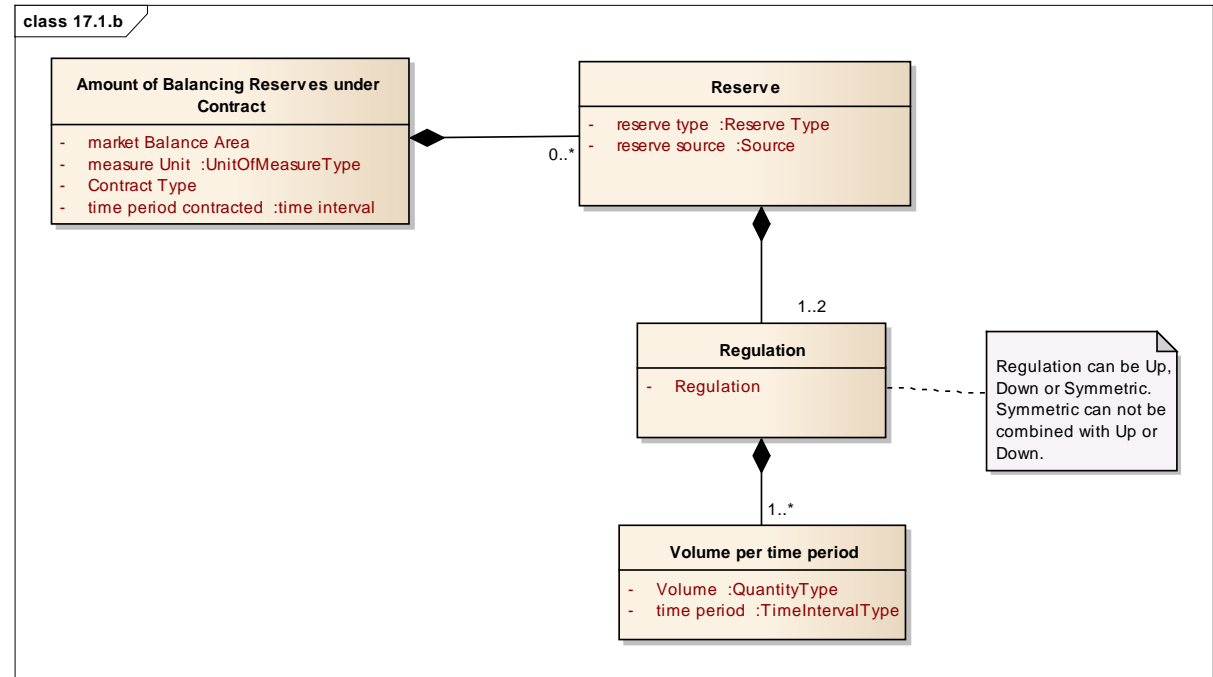 class 17.1.b
Amount of Balancing Reserves under
Contract
- market Balance Area
- measure Unit :UnitOfMeasureType
- Contract Type
- time period contracted :time interval
0..*
Reserve
- reserve type :Reserve Type
- reserve source :Source
1..2
Regulation
- Regulation
Regulation can be Up,
Down or Symmetric.
Symmetric can not be
combined with Up or
Down.
1..*
Volume per time period
- Volume :QuantityType
- time period :TimeIntervalType